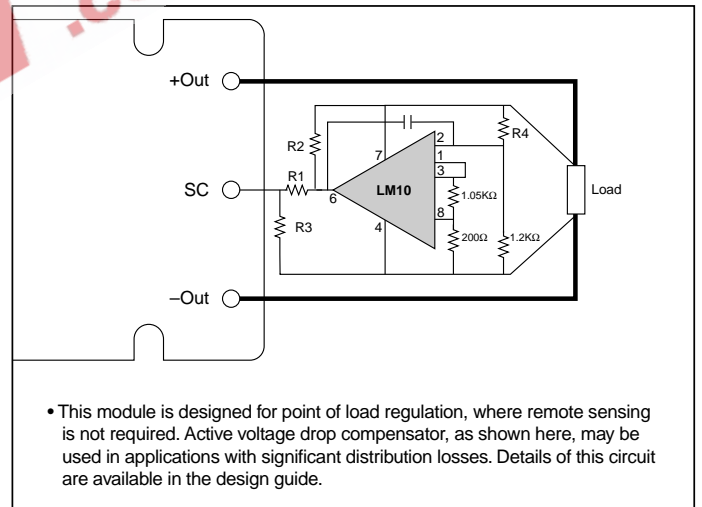 +Out
R2
R4
7
2
1
3
R1
SC
LM10
6
1.05KΩ
Load
R3
4
8
200Ω
1.2KΩ
–Out
• This module is designed for point of load regulation, where remote sensing
is not required. Active voltage drop compensator, as shown here, may be
used in applications with significant distribution losses. Details of this circuit
are available in the design guide.